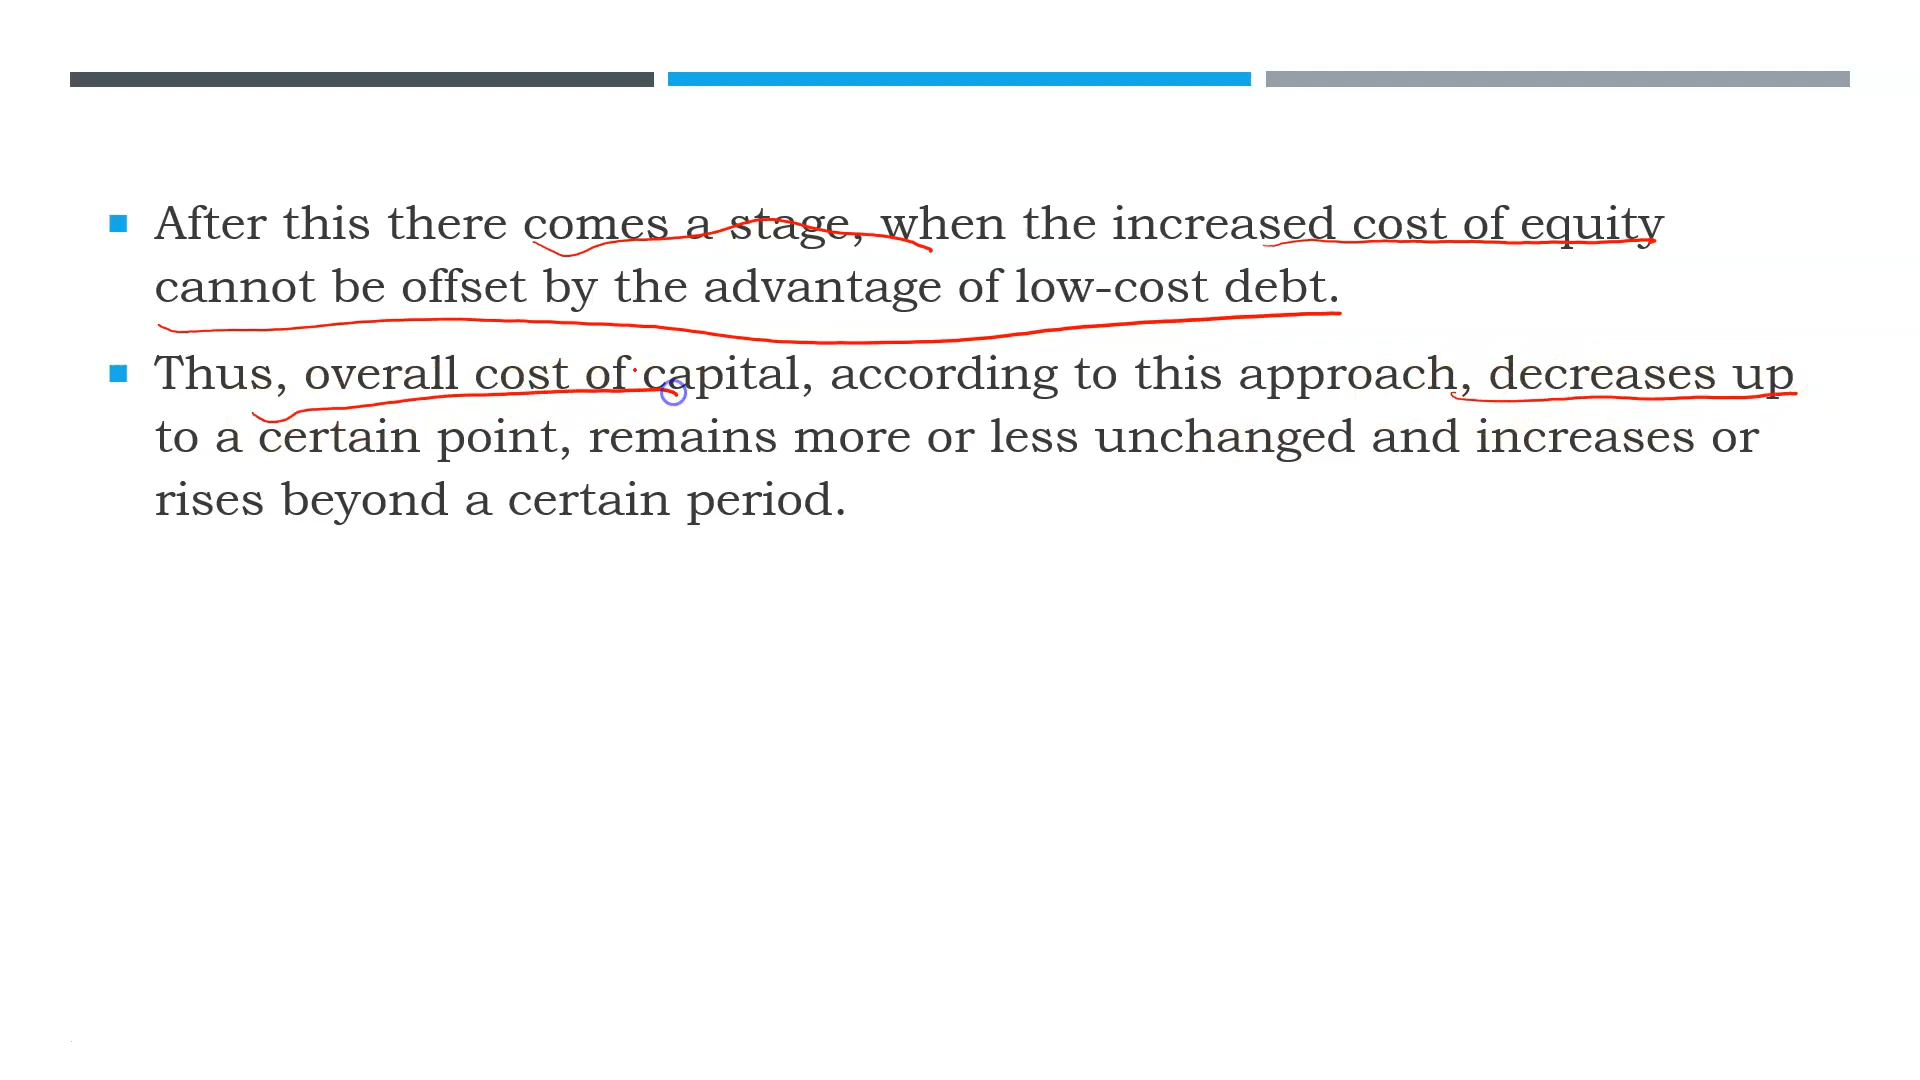 After this there comes a stage, when the increased cost of equity
cannot be offset by the advantage of low-cost debt.
Thus, overall cost of capital, according to this approach, decreases up
to a certain point, remains more or less unchanged and increases or
rises beyond a certain period.